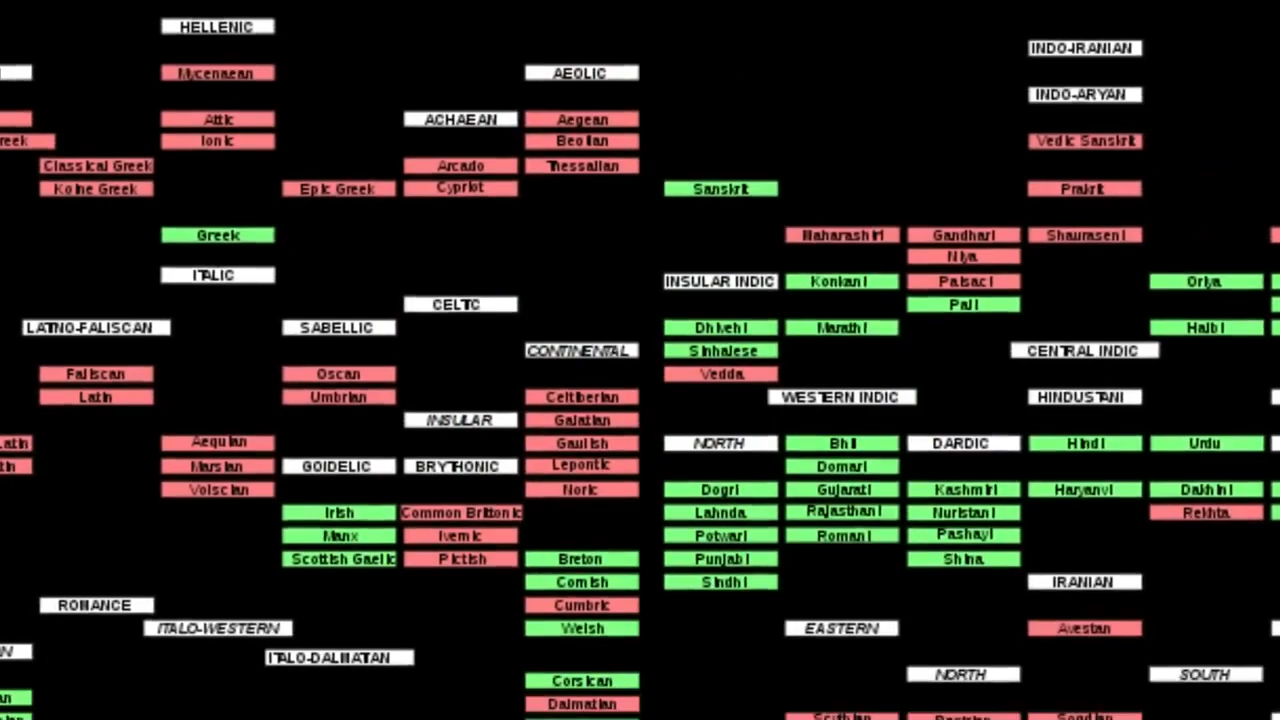 HELLENIC
INDO-IRANIAN
Mycenaean
AEOLIC
INDO-ARYAN
Attic
ACHAEAN
Aegean
Ionic
Beotian
Vedic Sanskrit
Classical Greek
Arcado
Thessalian
Koine Greek
Epic Greek
Cypriot
Sanskrit
Prakrit
Greek
Maharashtri
Gandhari
Shauraseni
Niya
ITALIC
INSULAR INDIC
Konkani
Paisaci
Oriya
CELTC
Pali
LATNO-FALISCAN
SABELLIC
Dhivehi
Marathi
Halbi
CONTINENTAL
Sinhalese
CENTRAL INDIC
Faliscan
Oscan
Vedda
Latin
Umbrian
Celtiberian
WESTERN INDIC
HINDUSTANI
INSULAR
Galatian
Latin
Aequian
Gaulish
NORTH
Bhil
DARDIC
Hindi
Urdu
Marsian
GOIDELIC
BRYTHONIC
Lepontic
Domari
Volscian
Noric
Dogri
Gujarati
Kashmiri
Haryanvi
Dakhini
Irish
Common Brittonic
Lahnda
Rajasthani
Nuristani
Rekhta
Manx
Ivernic
Potwari
Romani
Pashayi
Scottish Gaelic
Pictish
Breton
Punjabi
Shina
Cornish
Sindhi
IRANIAN
ROMANCE
Cumbric
ITALO-WESTERN
Welsh
EASTERN
Avestan
ITALO-DALMATIAN
NORTH
SOUTH
Corsican
Dalmatian